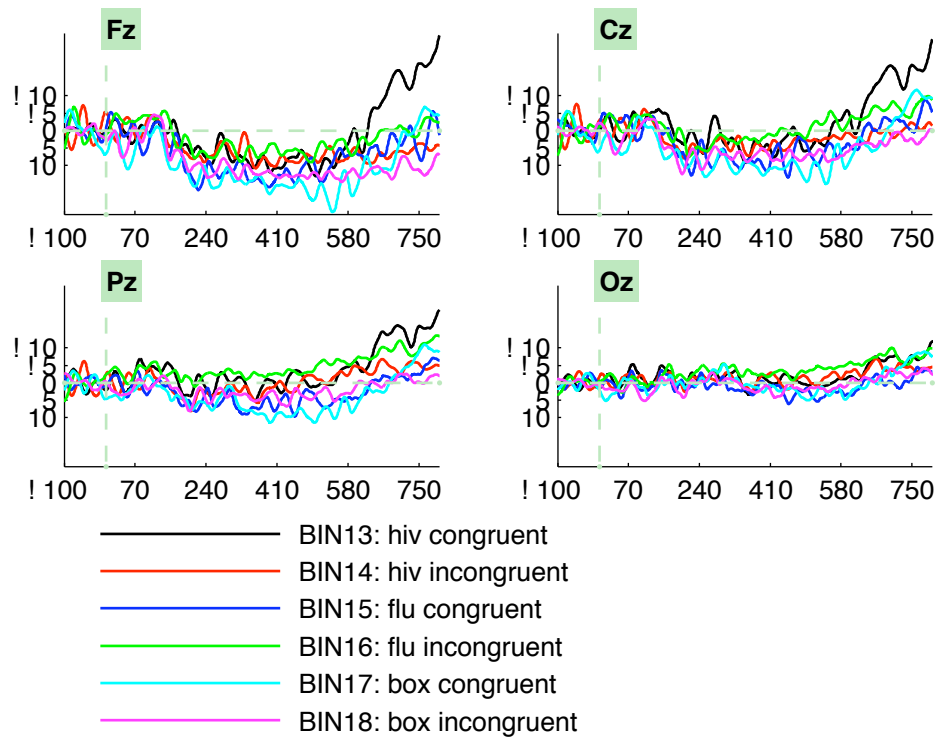 Fz
! 10
! 5
0
5
10
! 100 70 240 410 580 750
Cz
! 10
! 5
0
5
10
! 100 70 240 410 580 750
Pz
! 10
! 5
0
5
10
! 100 70 240 410 580 750
Oz
! 10
! 5
0
5
10
! 100 70 240 410 580 750
BIN13: hiv congruent
BIN14: hiv incongruent
BIN15: flu congruent
BIN16: flu incongruent
BIN17: box congruent
BIN18: box incongruent